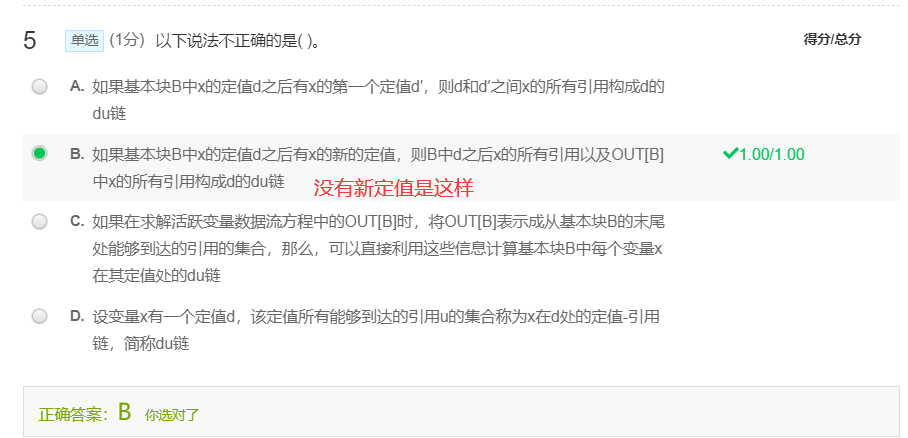 5 单选 (1分) 以下说法不正确的是( )。 得分/总分
A. 如果基本块B中x的定值d之后有x的第一个定值d′，则d和d′之间x的所有引用构成d的
du链
B. 如果基本块B中x的定值d之后有x的新的定值，则B中d之后x的所有引用以及OUT[B] 1.00/1.00
中x的所有引用构成d的du链 没有新定值是这样
C. 如果在求解活跃变量数据流方程中的OUT[B]时，将OUT[B]表示成从基本块B的末尾
处能够到达的引用的集合，那么，可以直接利用这些信息计算基本块B中每个变量x
在其定值处的du链
D. 设变量x有一个定值d，该定值所有能够到达的引用u的集合称为x在d处的定值-引用
链，简称du链
正确答案：B 你选对了